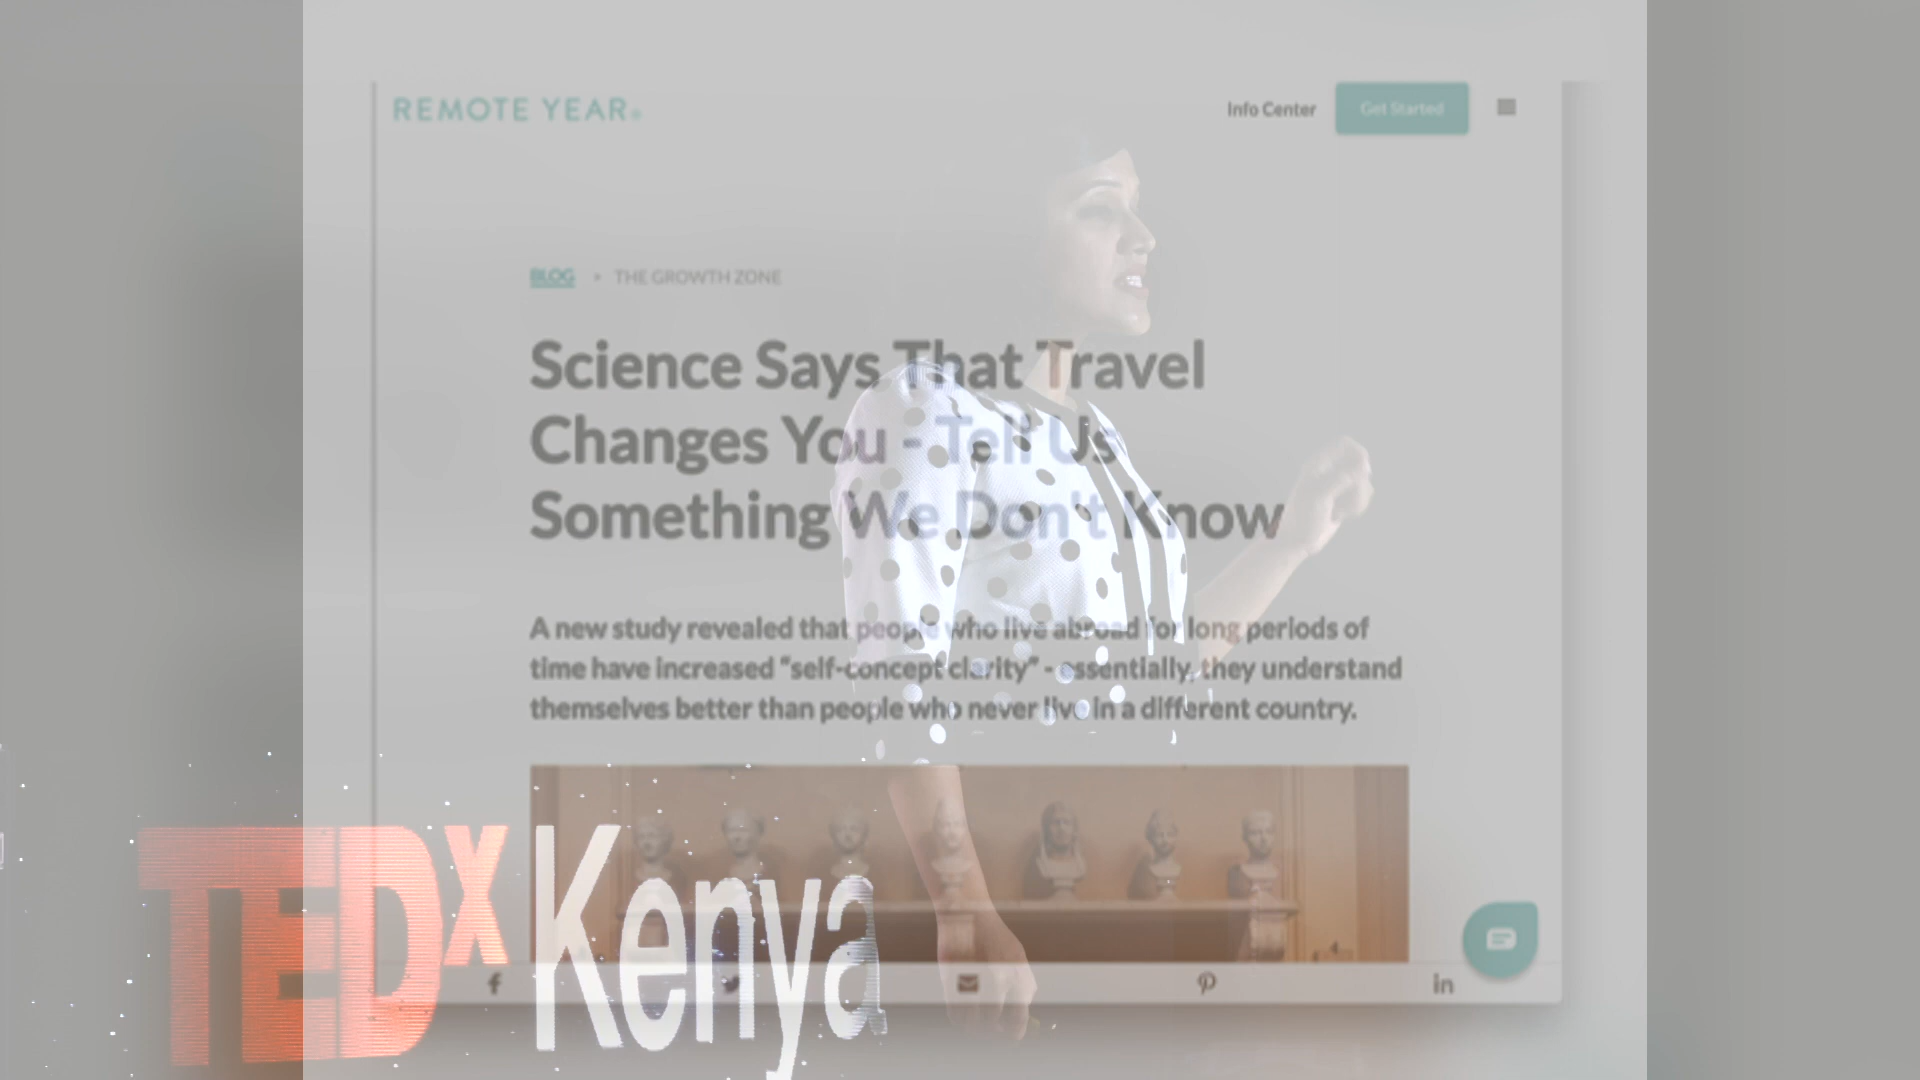 REMOTE YEAR
Info Center
Get Started
BLOG • THE GROWTH ZONE
Science Says That Travel
Changes You - Tell Us
Something We Don't Know
A new study revealed that people who live abroad for long periods of
time have increased “self-concept clarity” - essentially, they understand
themselves better than people who never live in a different country.
TEDx Kenya
f
in